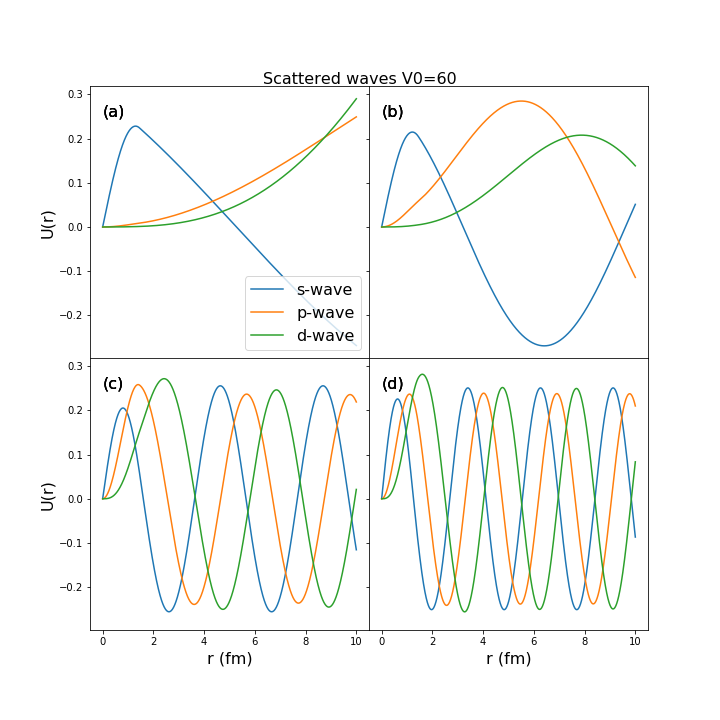 Scattered waves V0=60
(a)
(b)
U(r)
0.3
0.2
0.1
0.0
−0.1
−0.2
s-wave
p-wave
d-wave
(c)
(d)
U(r)
0.3
0.2
0.1
0.0
−0.1
−0.2
0 2 4 6 8 10
0 2 4 6 8 10
r (fm)
r (fm)